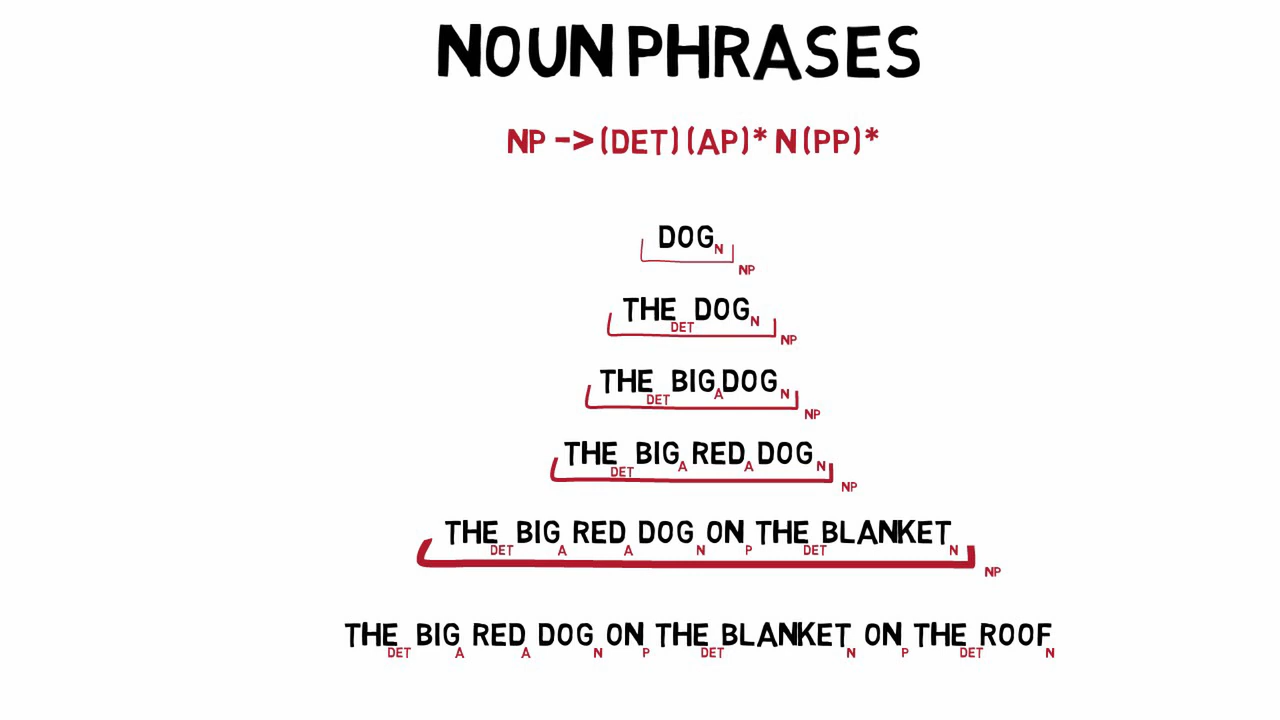 NOUN PHRASES
NP -> (DET) (AP)* N (PP)*
DOG N
NP
THE DET DOG N
NP
THE DET BIG A DOG N
NP
THE DET BIG A RED A DOG N
NP
THE DET BIG A RED A DOG N ON P THE DET BLANKET N
NP
THE DET BIG A RED A DOG N ON P THE DET BLANKET N ON P THE DET ROOF N